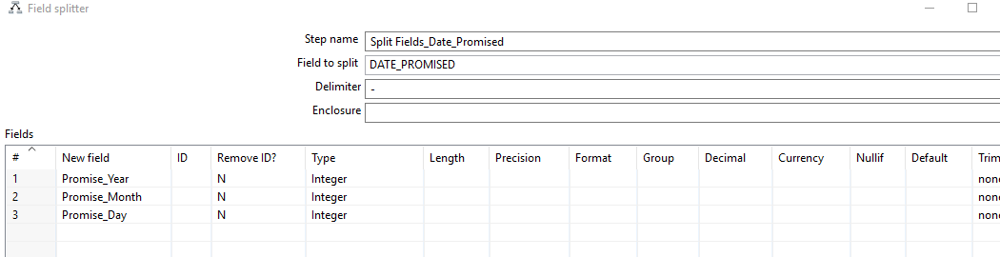 Field splitter
Step name Split Fields_Date_Promised
Field to split DATE_PROMISED
Delimiter -
Enclosure
Fields
# New field ID Remove ID? Type Length Precision Format Group Decimal Currency Nullif Default Trim
1 Promise_Year N Integer none
2 Promise_Month N Integer none
3 Promise_Day N Integer none